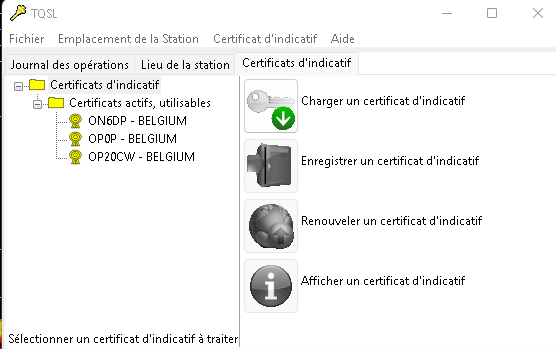 TQSL
Fichier Emplacement de la Station Certificat d'indicatif Aide
Journal des opérations Lieu de la station Certificats d'indicatif
Certificats d'indicatif
Certificats actifs, utilisables
ON6DP - BELGIUM
OP0P - BELGIUM
OP20CW - BELGIUM
Charger un certificat d'indicatif
Enregistrer un certificat d'indicatif
Renouveler un certificat d'indicatif
Afficher un certificat d'indicatif
Sélectionner un certificat d'indicatif à traiter